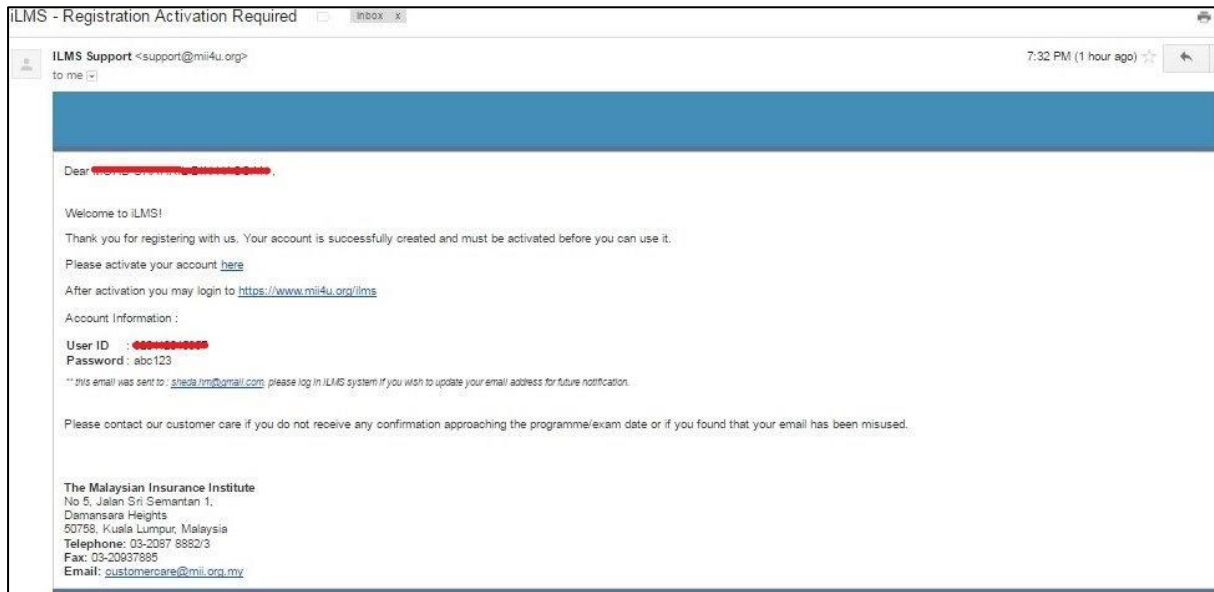 iLMS - Registration Activation Required
Inbox x
ILMS Support <support@mii4u.org>
7:32 PM (1 hour ago)
to me
Dear ,
Welcome to iLMS!
Thank you for registering with us. Your account is successfully created and must be activated before you can use it.
Please activate your account here
After activation you may login to https://www.mii4u.org/ilms
Account Information :
User ID :
Password : abc123
** this email was sent to : sheda.hm@gmail.com, please log in iLMS system if you wish to update your email address for future notification.
Please contact our customer care if you do not receive any confirmation approaching the programme/exam date or if you found that your email has been misused.
The Malaysian Insurance Institute
No 5, Jalan Sri Semantan 1,
Damansara Heights
50758, Kuala Lumpur, Malaysia
Telephone: 03-2087 8882/3
Fax: 03-20937885
Email: customercare@mii.org.my